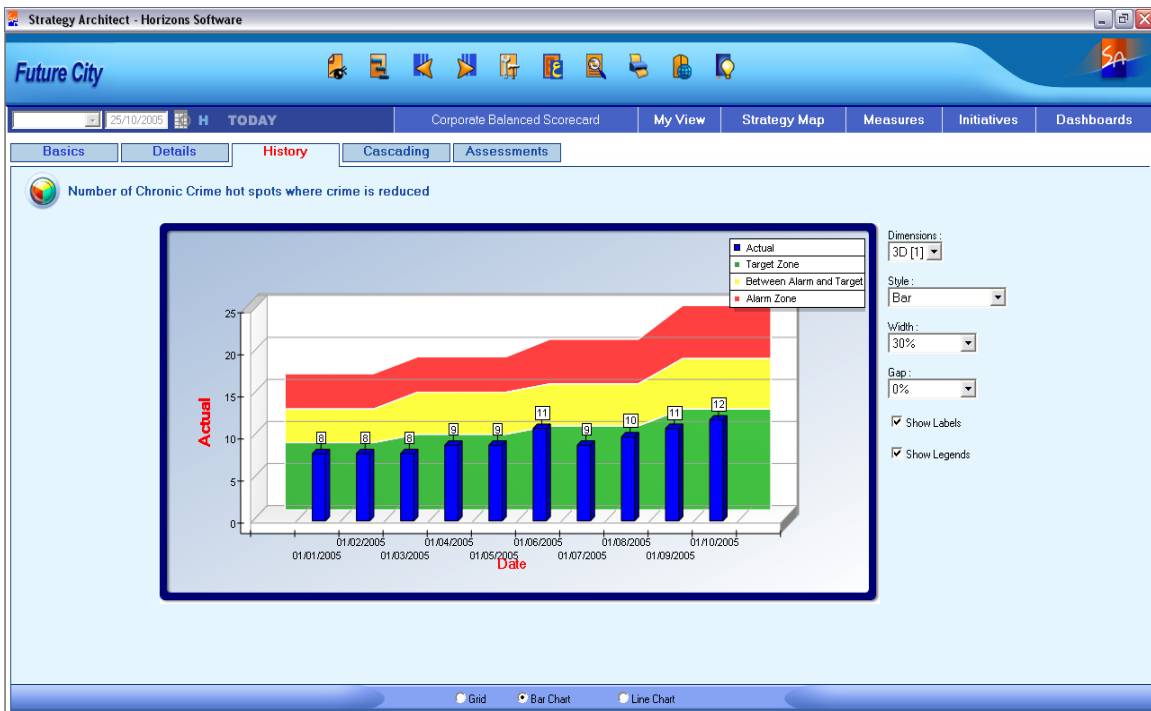 Strategy Architect - Horizons Software
Future City
SA
25/10/2005 H TODAY Corporate Balanced Scorecard My View Strategy Map Measures Initiatives Dashboards
Basics Details History Cascading Assessments
Number of Chronic Crime hot spots where crime is reduced
Actual
Target Zone
Between Alarm and Target
Alarm Zone
Dimensions :
3D [1]
Style :
Bar
Width :
30%
Gap :
0%
Show Labels
Show Legends
Actual
25
20
15
10
5
0
8 8 8 9 9 11 9 10 11 12
01/02/2005 01/04/2005 01/06/2005 01/08/2005 01/10/2005
01/01/2005 01/03/2005 01/05/2005 01/07/2005 01/09/2005
Date
Grid Bar Chart Line Chart